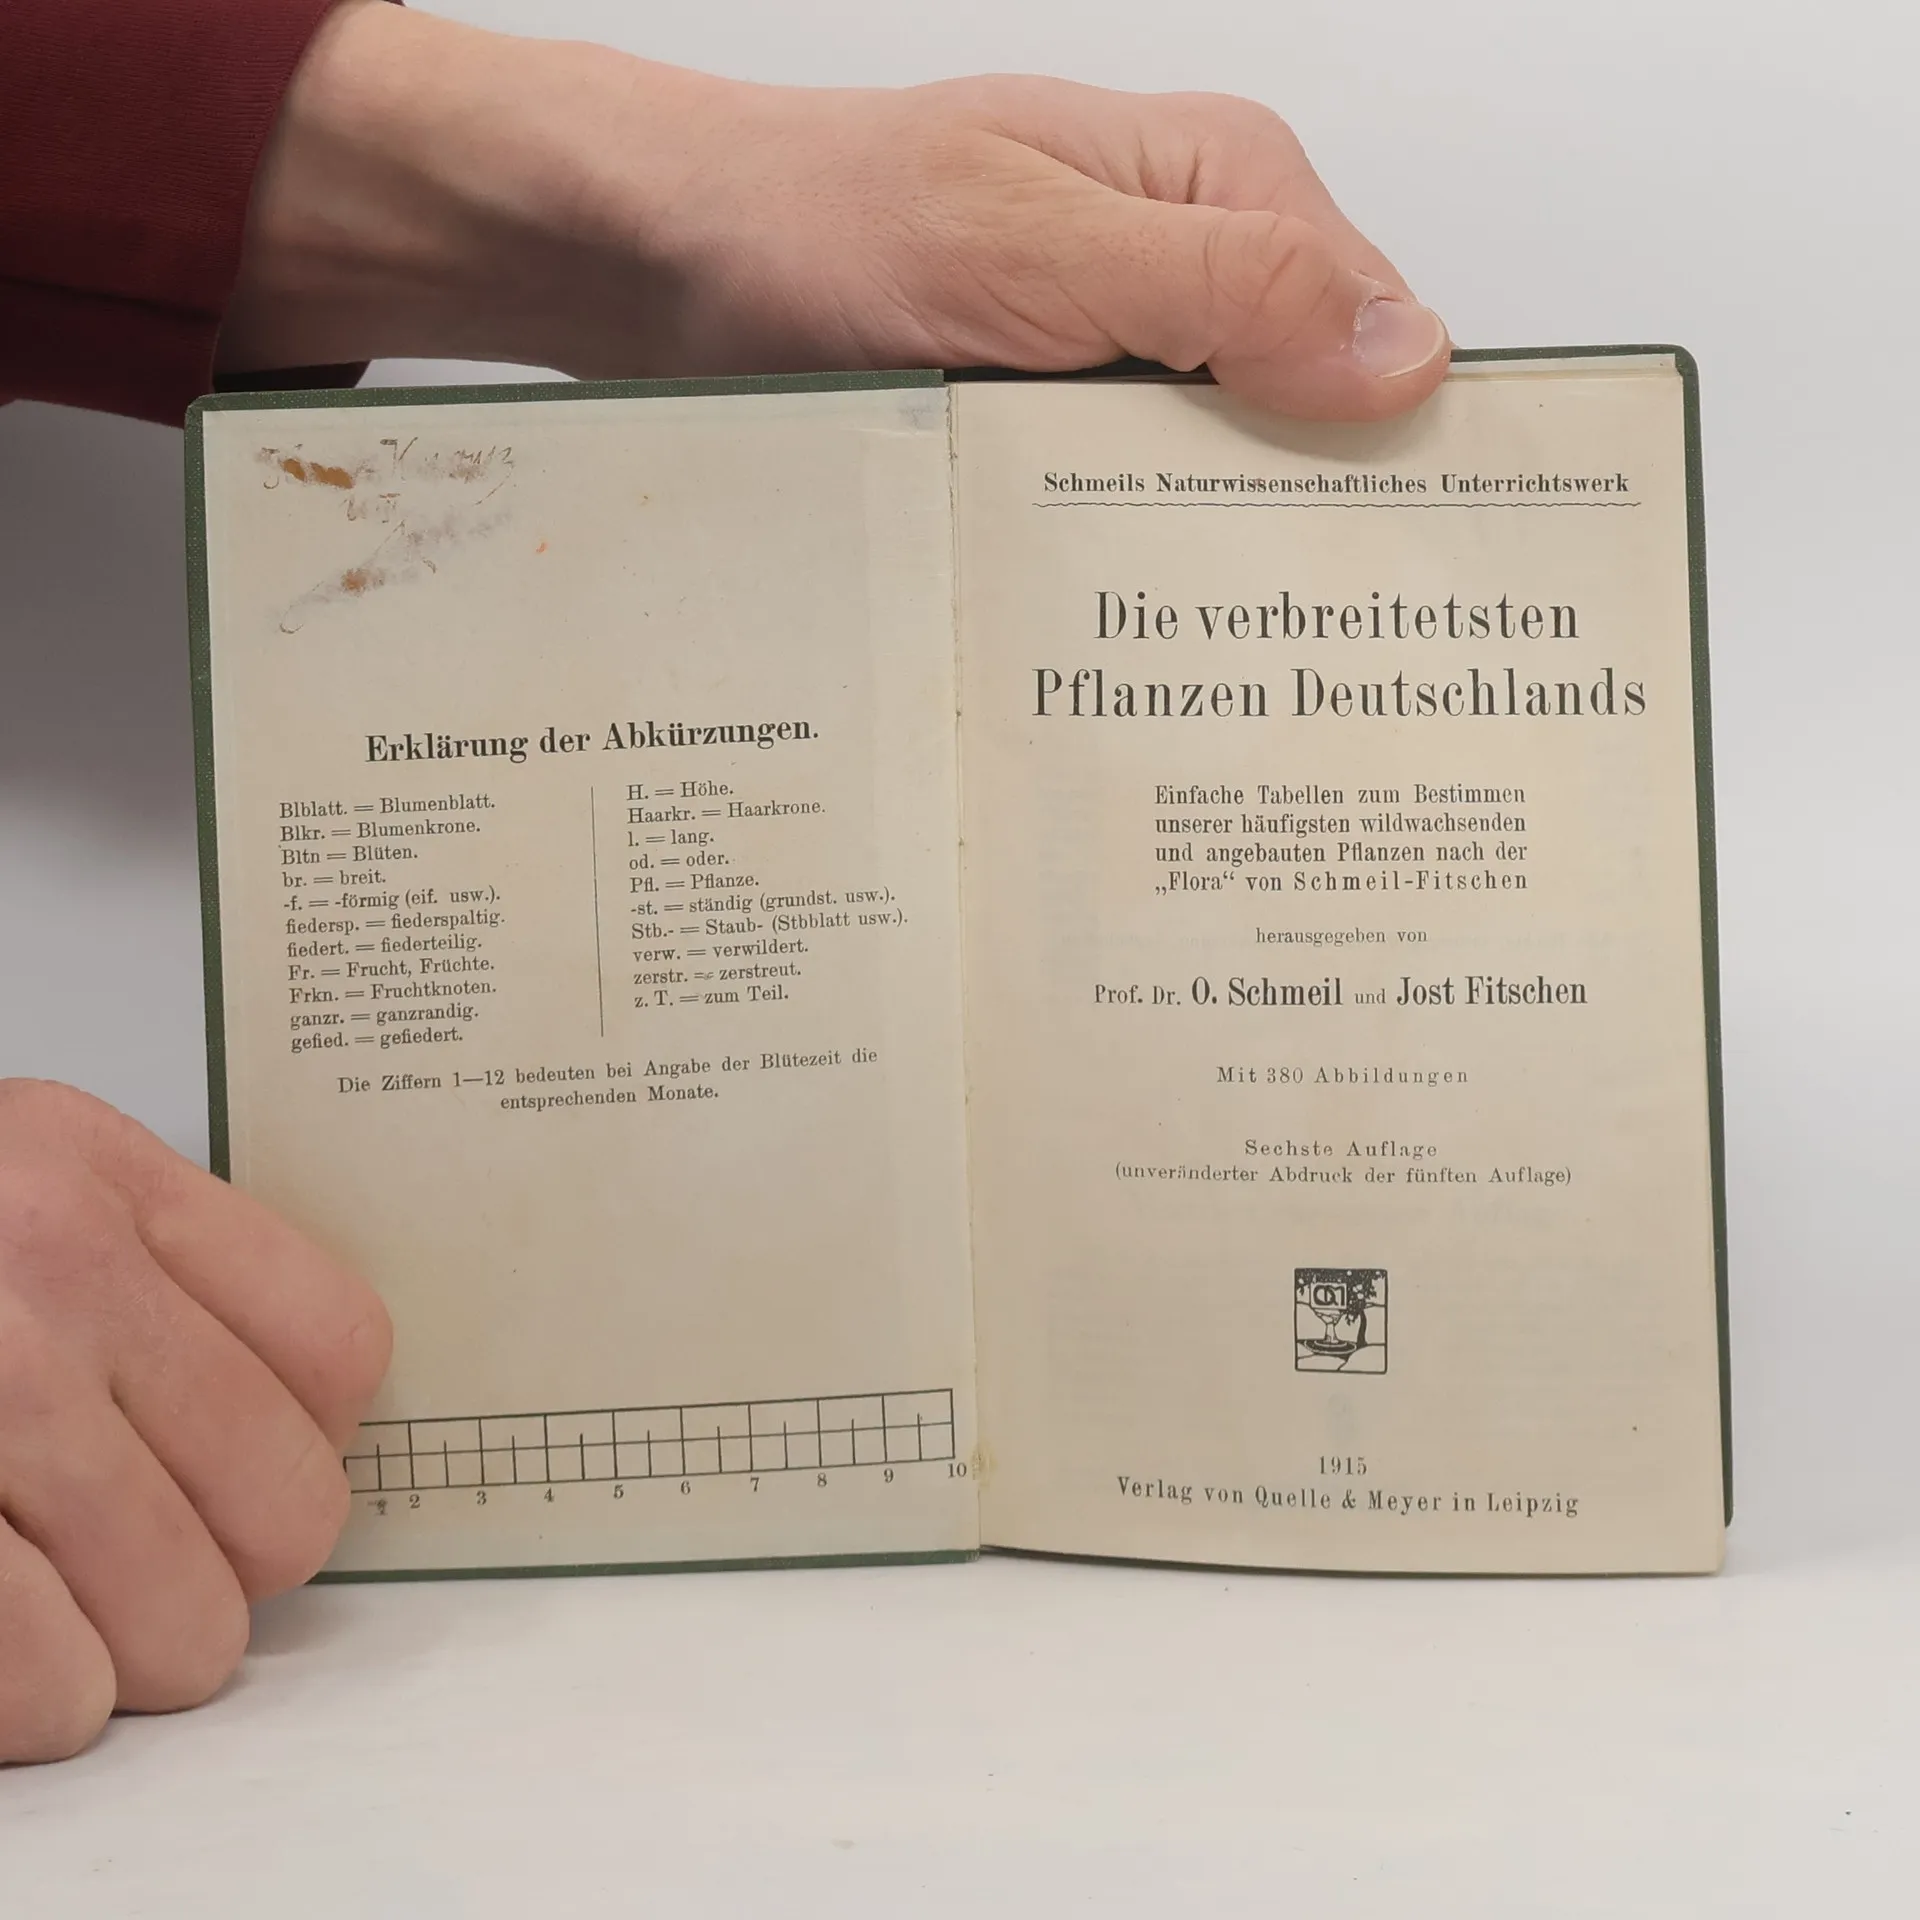 Erklärung der Abkürzungen.
Blblatt. = Blumenblatt.
Blkr. = Blumenkrone.
Bltn = Blüten.
br. = breit.
-f. = -förmig (eif. usw.).
fiedersp. = fiederspaltig.
fiedert. = fiederteilig.
Fr. = Frucht, Früchte.
Frkn. = Fruchtknoten.
ganzr. = ganzrandig.
gefied. = gefiedert.
H. = Höhe.
Haarkr. = Haarkrone.
l. = lang.
od. = oder.
Pfl. = Pflanze.
-st. = ständig (grundst. usw.).
Stb.- = Staub- (Stbblatt usw.).
verw. = verwildert.
zerstr. = zerstreut.
z. T. = zum Teil.
Die Ziffern 1—12 bedeuten bei Angabe der Blütezeit die
entsprechenden Monate.
2 3 4 5 6 7 8 9 10
Schmeils Naturwissenschaftliches Unterrichtswerk
Die verbreitetsten
Pflanzen Deutschlands
Einfache Tabellen zum Bestimmen
unserer häufigsten wildwachsenden
und angebauten Pflanzen nach der
„Flora“ von Schmeil-Fitschen
herausgegeben von
Prof. Dr. O. Schmeil und Jost Fitschen
Mit 380 Abbildungen
Sechste Auflage
(unveränderter Abdruck der fünften Auflage)
1915
Verlag von Quelle & Meyer in Leipzig